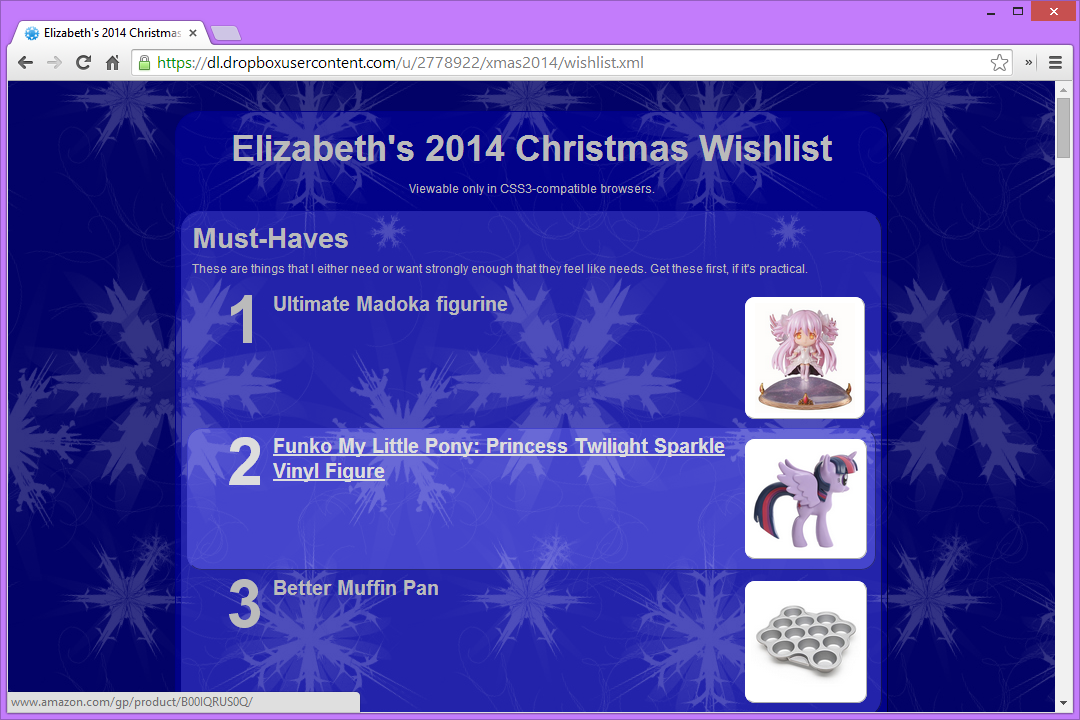 Elizabeth's 2014 Christmas
https://dl.dropboxusercontent.com/u/2778922/xmas2014/wishlist.xml
Elizabeth's 2014 Christmas Wishlist
Viewable only in CSS3-compatible browsers.
Must-Haves
These are things that I either need or want strongly enough that they feel like needs. Get these first, if it's practical.
1 Ultimate Madoka figurine
2 Funko My Little Pony: Princess Twilight Sparkle
Vinyl Figure
3 Better Muffin Pan
www.amazon.com/gp/product/B00IQRUS0Q/